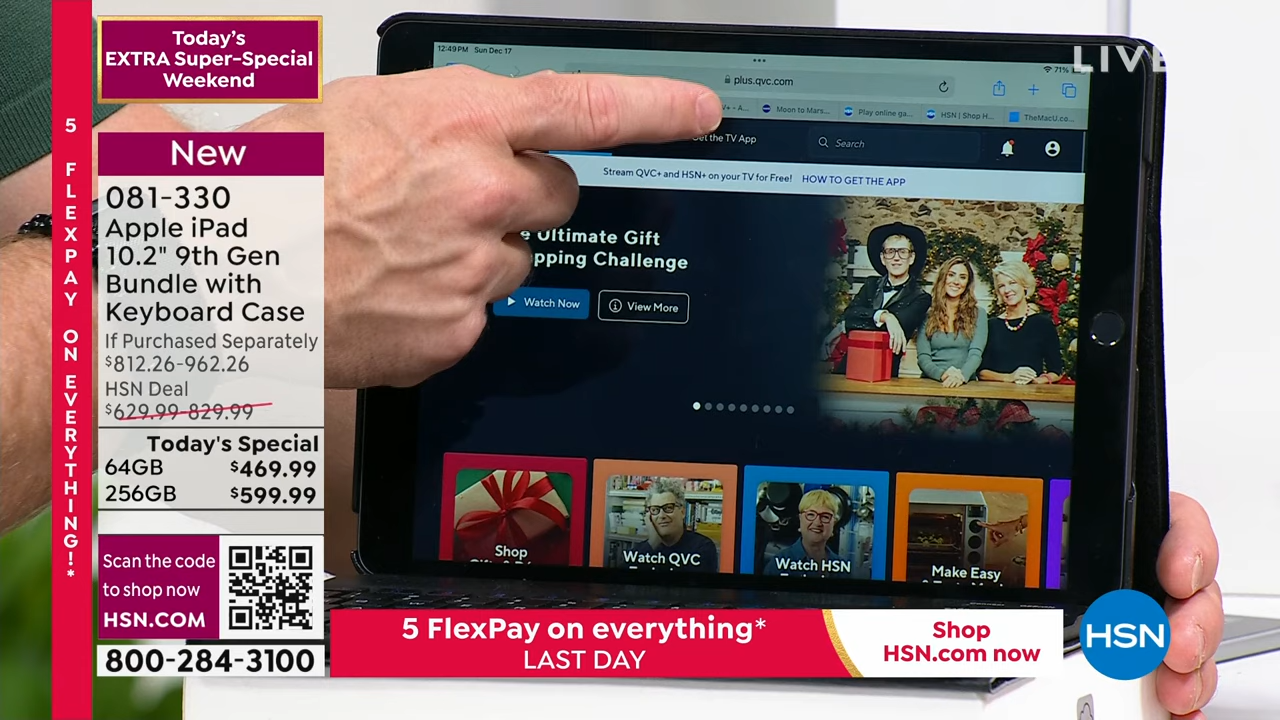 5 FLEXPAY ON EVERYTHING!*
Today's
EXTRA Super-Special
Weekend
New
081-330
Apple iPad
10.2" 9th Gen
Bundle with
Keyboard Case
If Purchased Separately
$812.26-962.26
HSN Deal
$629.99-829.99
Today's Special
64GB $469.99
256GB $599.99
Scan the code
to shop now
HSN.COM
800-284-3100
5 FlexPay on everything*
LAST DAY
Shop
HSN.com now
HSN
LIVE
12:49 PM Sun Dec 17
71%
plus.qvc.com
Moon to Mars...
Play online ga...
HSN | Shop H...
TheMacU.co...
Get the TV App
Search
Stream QVC+ and HSN+ on your TV for Free! HOW TO GET THE APP
Ultimate Gift
Challenge
Watch Now
View More
Shop
Watch QVC
Watch HSN
Make Easy